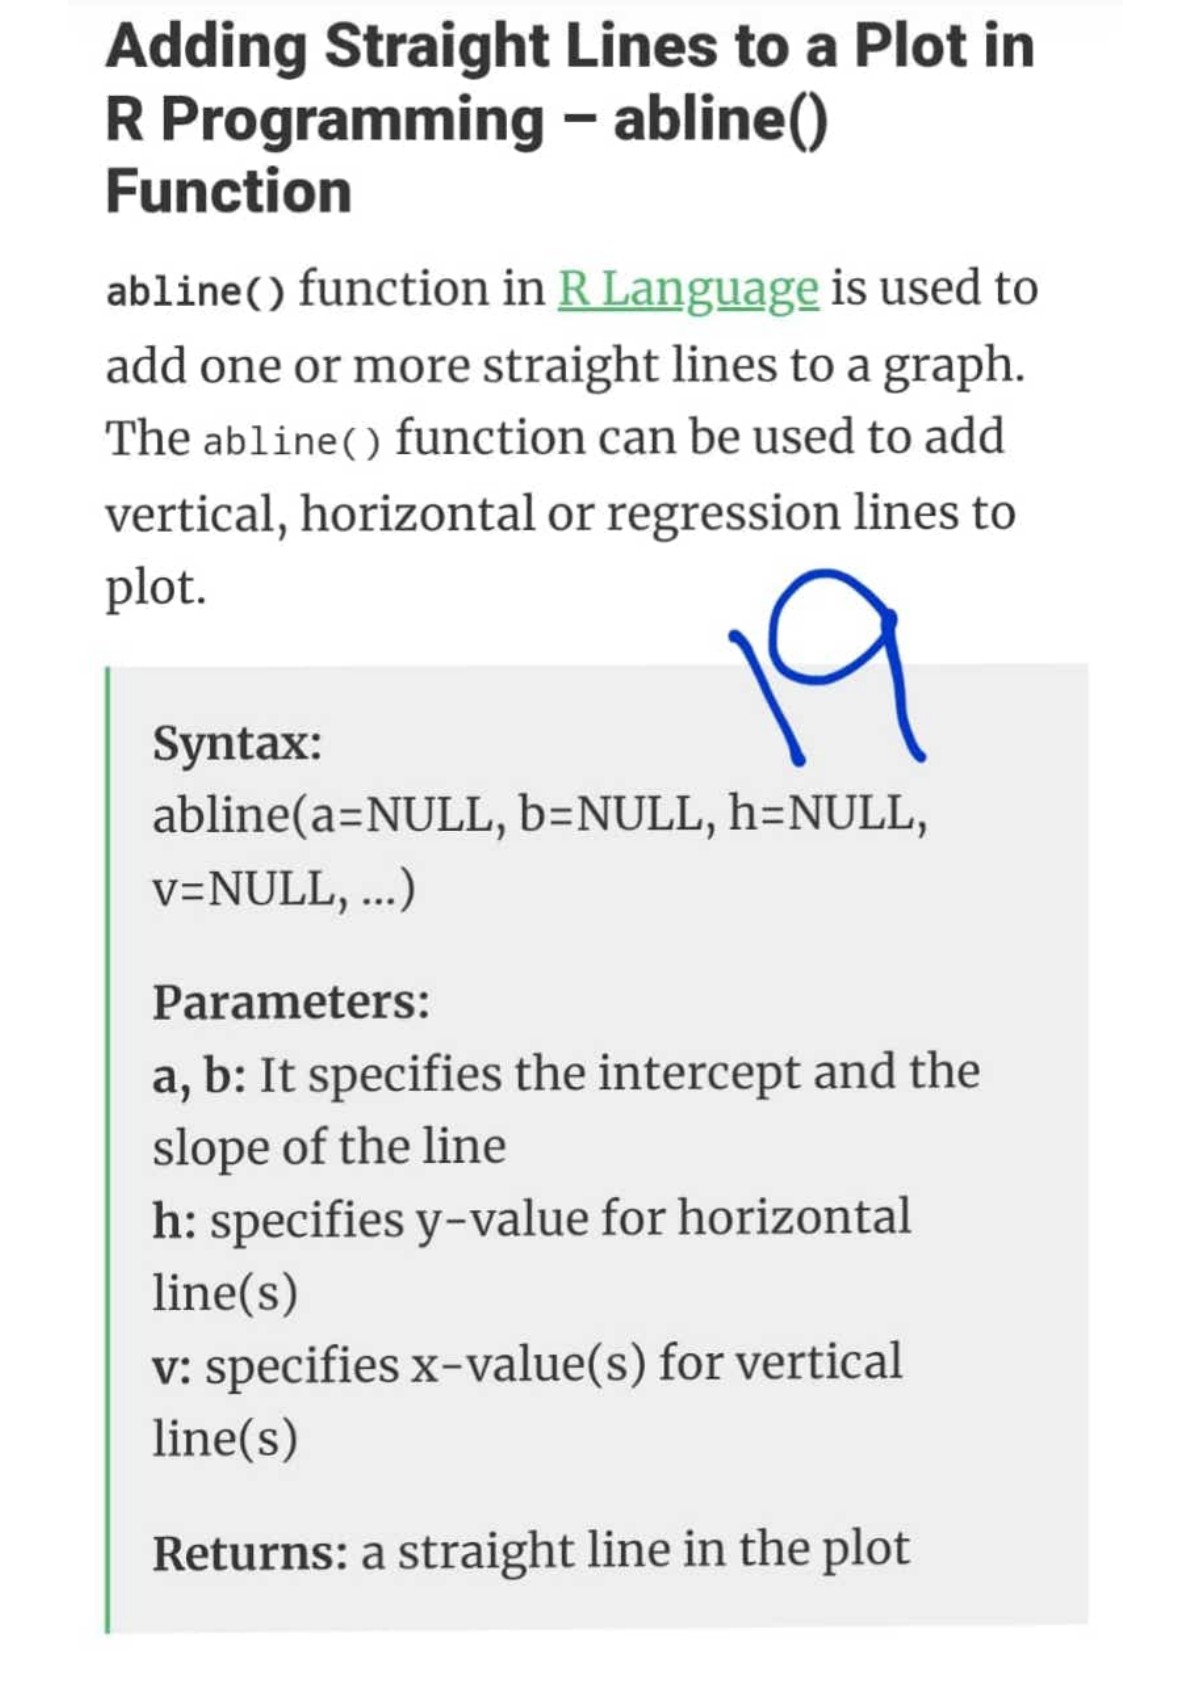 Adding Straight Lines to a Plot in
R Programming – abline()
Function
abline() function in R Language is used to
add one or more straight lines to a graph.
The abline() function can be used to add
vertical, horizontal or regression lines to
plot.
19
Syntax:
abline(a=NULL, b=NULL, h=NULL,
v=NULL, ...)
Parameters:
a, b: It specifies the intercept and the
slope of the line
h: specifies y-value for horizontal
line(s)
v: specifies x-value(s) for vertical
line(s)
Returns: a straight line in the plot